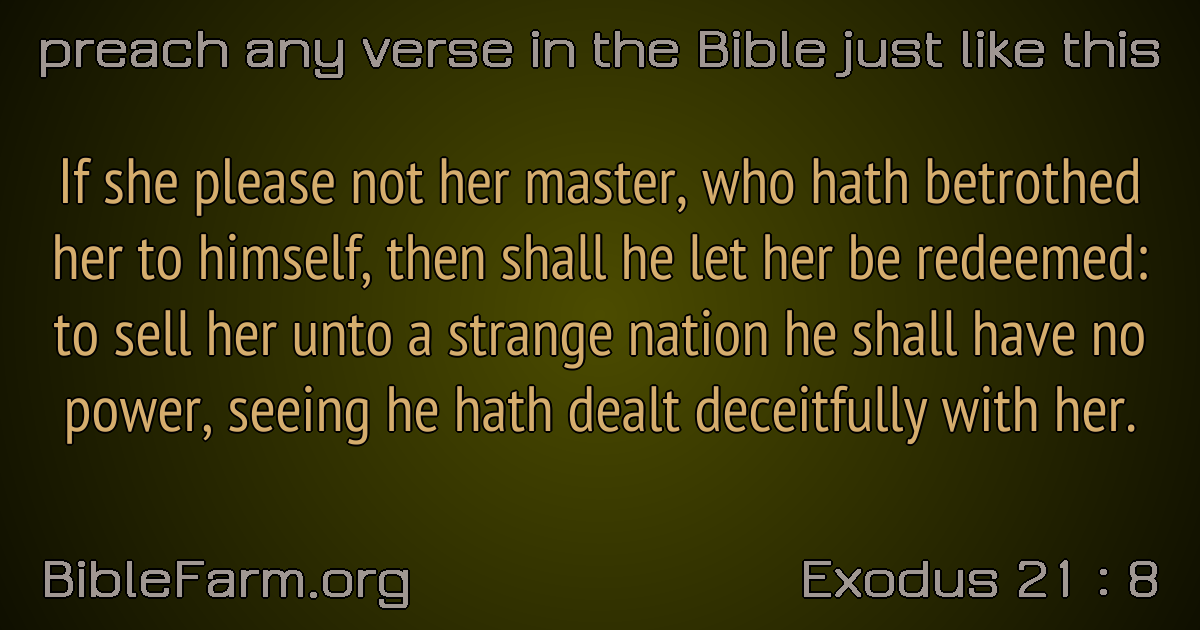 preach any verse in the Bible just like this
If she please not her master, who hath betrothed
her to himself, then shall he let her be redeemed:
to sell her unto a strange nation he shall have no
power, seeing he hath dealt deceitfully with her.
BibleFarm.org
Exodus 21 : 8